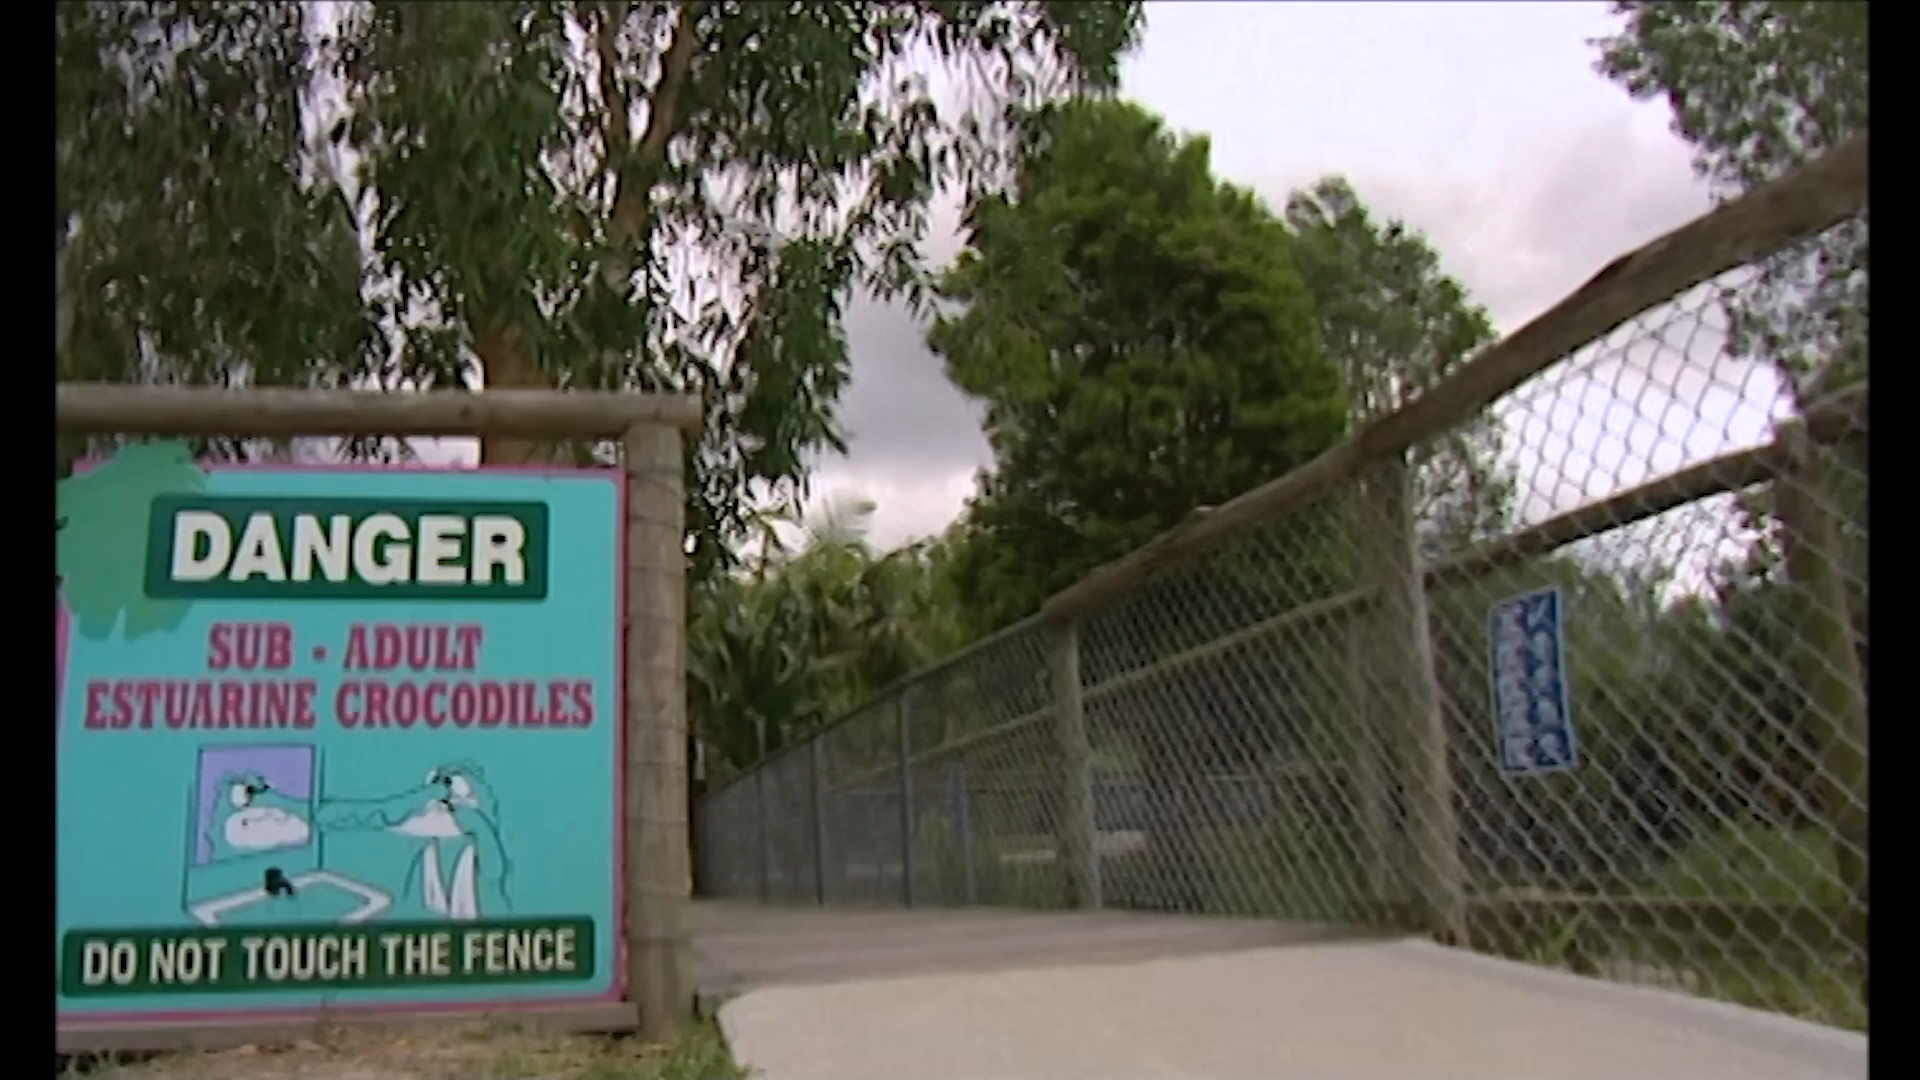 DANGER
SUB - ADULT
ESTUARINE CROCODILES
DO NOT TOUCH THE FENCE